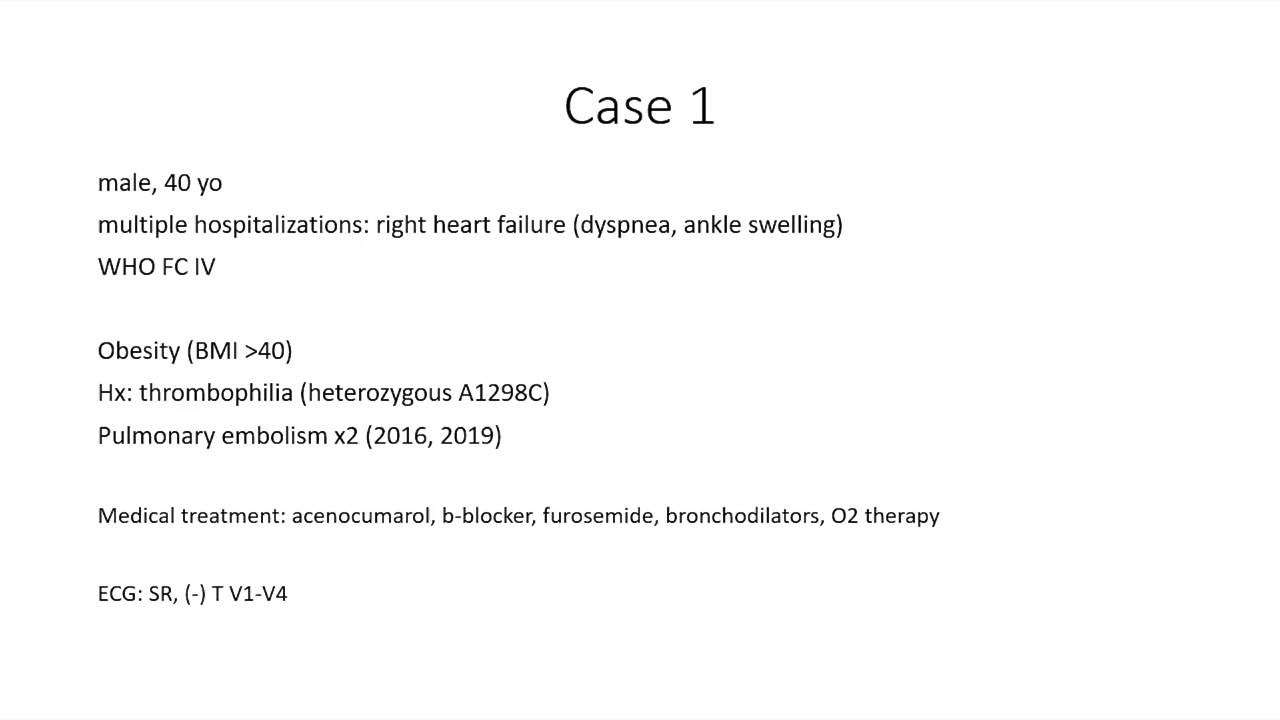 Case 1
male, 40 yo
multiple hospitalizations: right heart failure (dyspnea, ankle swelling)
WHO FC IV
Obesity (BMI >40)
Hx: thrombophilia (heterozygous A1298C)
Pulmonary embolism x2 (2016, 2019)
Medical treatment: acenocumarol, b-blocker, furosemide, bronchodilators, O2 therapy
ECG: SR, (-) T V1-V4